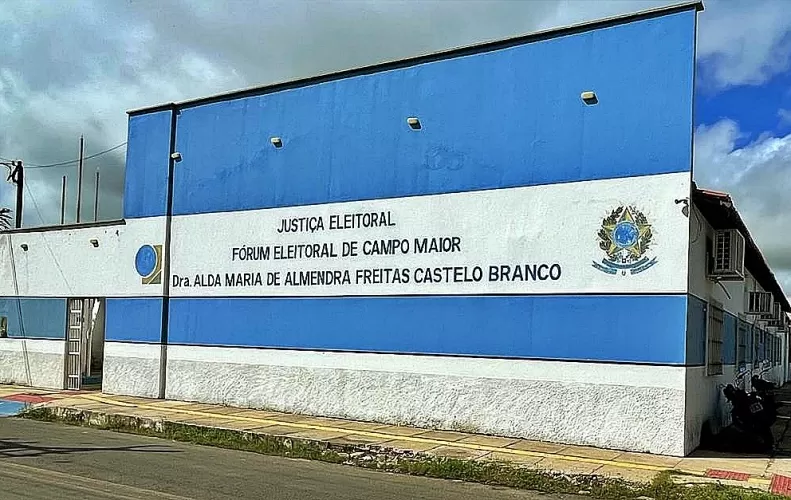 JUSTIÇA ELEITORAL
FÓRUM ELEITORAL DE CAMPO MAIOR
Dra. ALDA MARIA DE ALMENDRA FREITAS CASTELO BRANCO